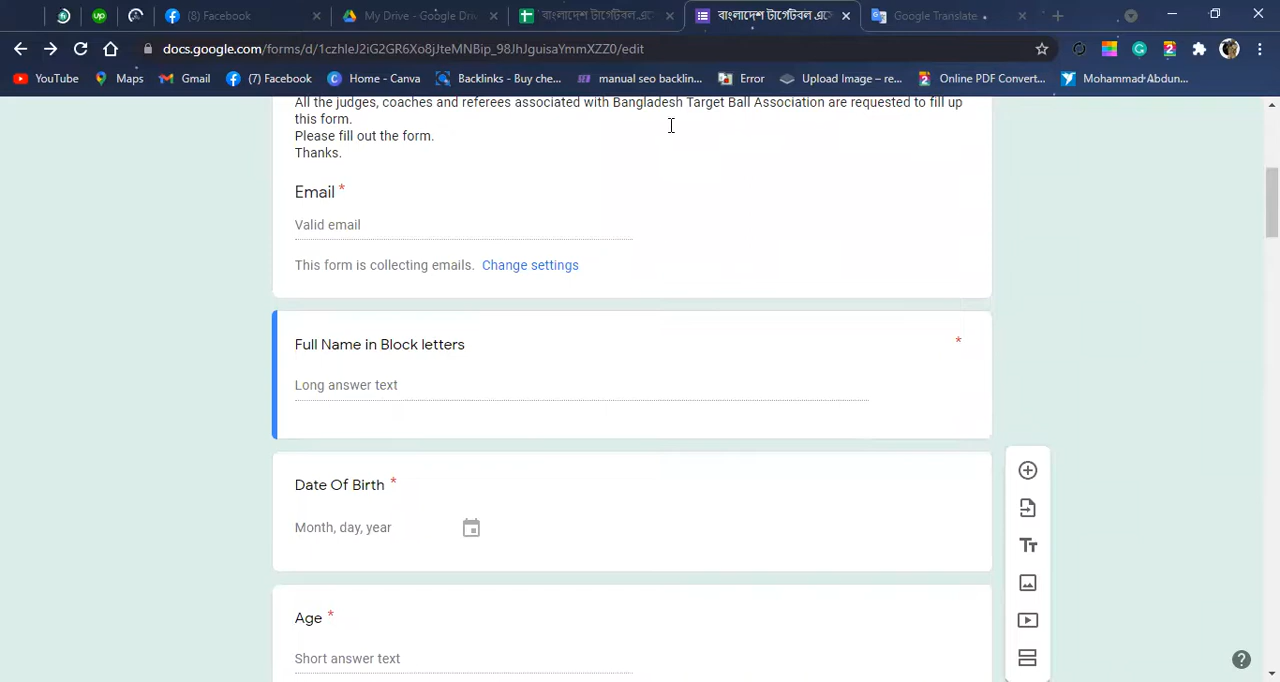 up
(8) Facebook
My Drive - Google Dri
বাংলাদেশ টার্গেটবল এসে
বাংলাদেশ টার্গেটবল এসে
Google Translate
docs.google.com/forms/d/1czhleJ2iG2GR6Xo8jJteMNBip_98JhJguisaYmmXZZ0/edit
YouTube
Maps
Gmail
(7) Facebook
Home - Canva
Backlinks - Buy che...
manual seo backlin...
Error
Upload Image – re...
Online PDF Convert...
Mohammad Abdun...
All the judges, coaches and referees associated with Bangladesh Target Ball Association are requested to fill up
this form.
Please fill out the form.
Thanks.
Email *
Valid email
This form is collecting emails. Change settings
Full Name in Block letters *
Long answer text
Date Of Birth *
Month, day, year
Age *
Short answer text